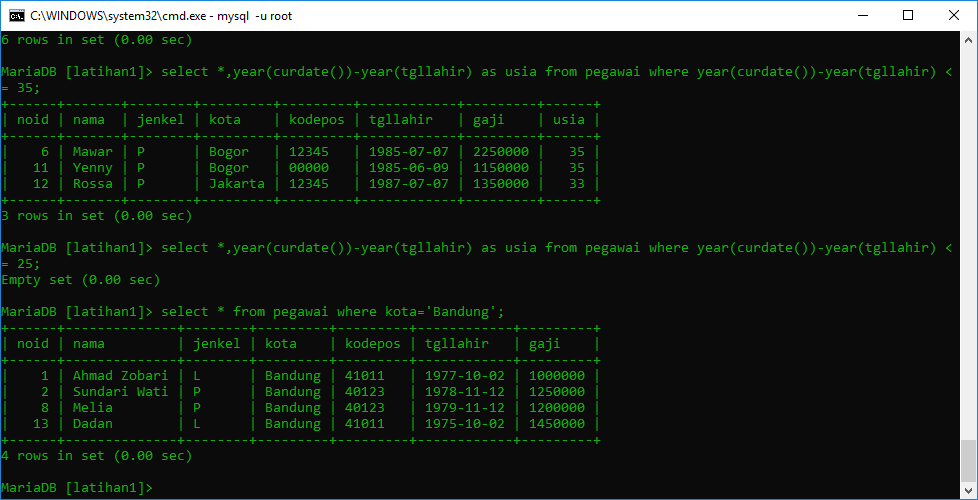 C:\WINDOWS\system32\cmd.exe - mysql  -u root
6 rows in set (0.00 sec)
MariaDB [latihan1]> select *,year(curdate())-year(tgllahir) as usia from pegawai where year(curdate())-year(tgllahir) <
= 35;
+------+-------+--------+---------+---------+------------+---------+------+
| noid | nama  | jenkel | kota    | kodepos | tgllahir   | gaji    | usia |
+------+-------+--------+---------+---------+------------+---------+------+
|    6 | Mawar | P      | Bogor   | 12345   | 1985-07-07 | 2250000 |   35 |
|   11 | Yenny | P      | Bogor   | 00000   | 1985-06-09 | 1150000 |   35 |
|   12 | Rossa | P      | Jakarta | 12345   | 1987-07-07 | 1350000 |   33 |
+------+-------+--------+---------+---------+------------+---------+------+
3 rows in set (0.00 sec)
MariaDB [latihan1]> select *,year(curdate())-year(tgllahir) as usia from pegawai where year(curdate())-year(tgllahir) <
= 25;
Empty set (0.00 sec)
MariaDB [latihan1]> select * from pegawai where kota='Bandung';
+------+--------------+--------+---------+---------+------------+---------+
| noid | nama         | jenkel | kota    | kodepos | tgllahir   | gaji    |
+------+--------------+--------+---------+---------+------------+---------+
|    1 | Ahmad Zobari | L      | Bandung | 41011   | 1977-10-02 | 1000000 |
|    2 | Sundari Wati | P      | Bandung | 40123   | 1978-11-12 | 1250000 |
|    8 | Melia        | P      | Bandung | 40123   | 1979-11-12 | 1200000 |
|   13 | Dadan        | L      | Bandung | 41011   | 1975-10-02 | 1450000 |
+------+--------------+--------+---------+---------+------------+---------+
4 rows in set (0.00 sec)
MariaDB [latihan1]>